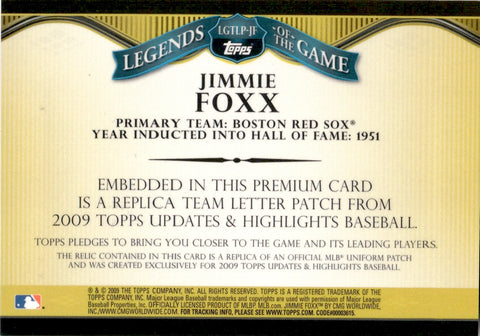 LEGENDS LGTLP-JF -OF- THE GAME
Topps
JIMMIE
FOXX
PRIMARY TEAM: BOSTON RED SOX®
YEAR INDUCTED INTO HALL OF FAME: 1951
EMBEDDED IN THIS PREMIUM CARD
IS A REPLICA TEAM LETTER PATCH FROM
2009 TOPPS UPDATES & HIGHLIGHTS BASEBALL.
TOPPS PLEDGES TO BRING YOU CLOSER TO THE GAME AND ITS LEADING PLAYERS.
THE RELIC CONTAINED IN THIS CARD IS A REPLICA OF AN OFFICIAL MLB® UNIFORM PATCH
AND WAS CREATED EXCLUSIVELY FOR 2009 TOPPS UPDATES & HIGHLIGHTS BASEBALL.
® & © 2009 THE TOPPS COMPANY, INC. ALL RIGHTS RESERVED. TOPPS IS A REGISTERED TRADEMARK OF THE
TOPPS COMPANY, INC. Major League Baseball trademarks and copyrights are used with permission of Major League
Baseball Properties, Inc. OFFICIALLY LICENSED PRODUCT OF MLBP. MLB.com. JIMMIE FOXX™ BY CMG WORLDWIDE,
INC./WWW.CMGWORLDWIDE.COM. FOR TRADING CARD INFO, PLEASE SEE WWW.TOPPS.COM. CODE#00003615.